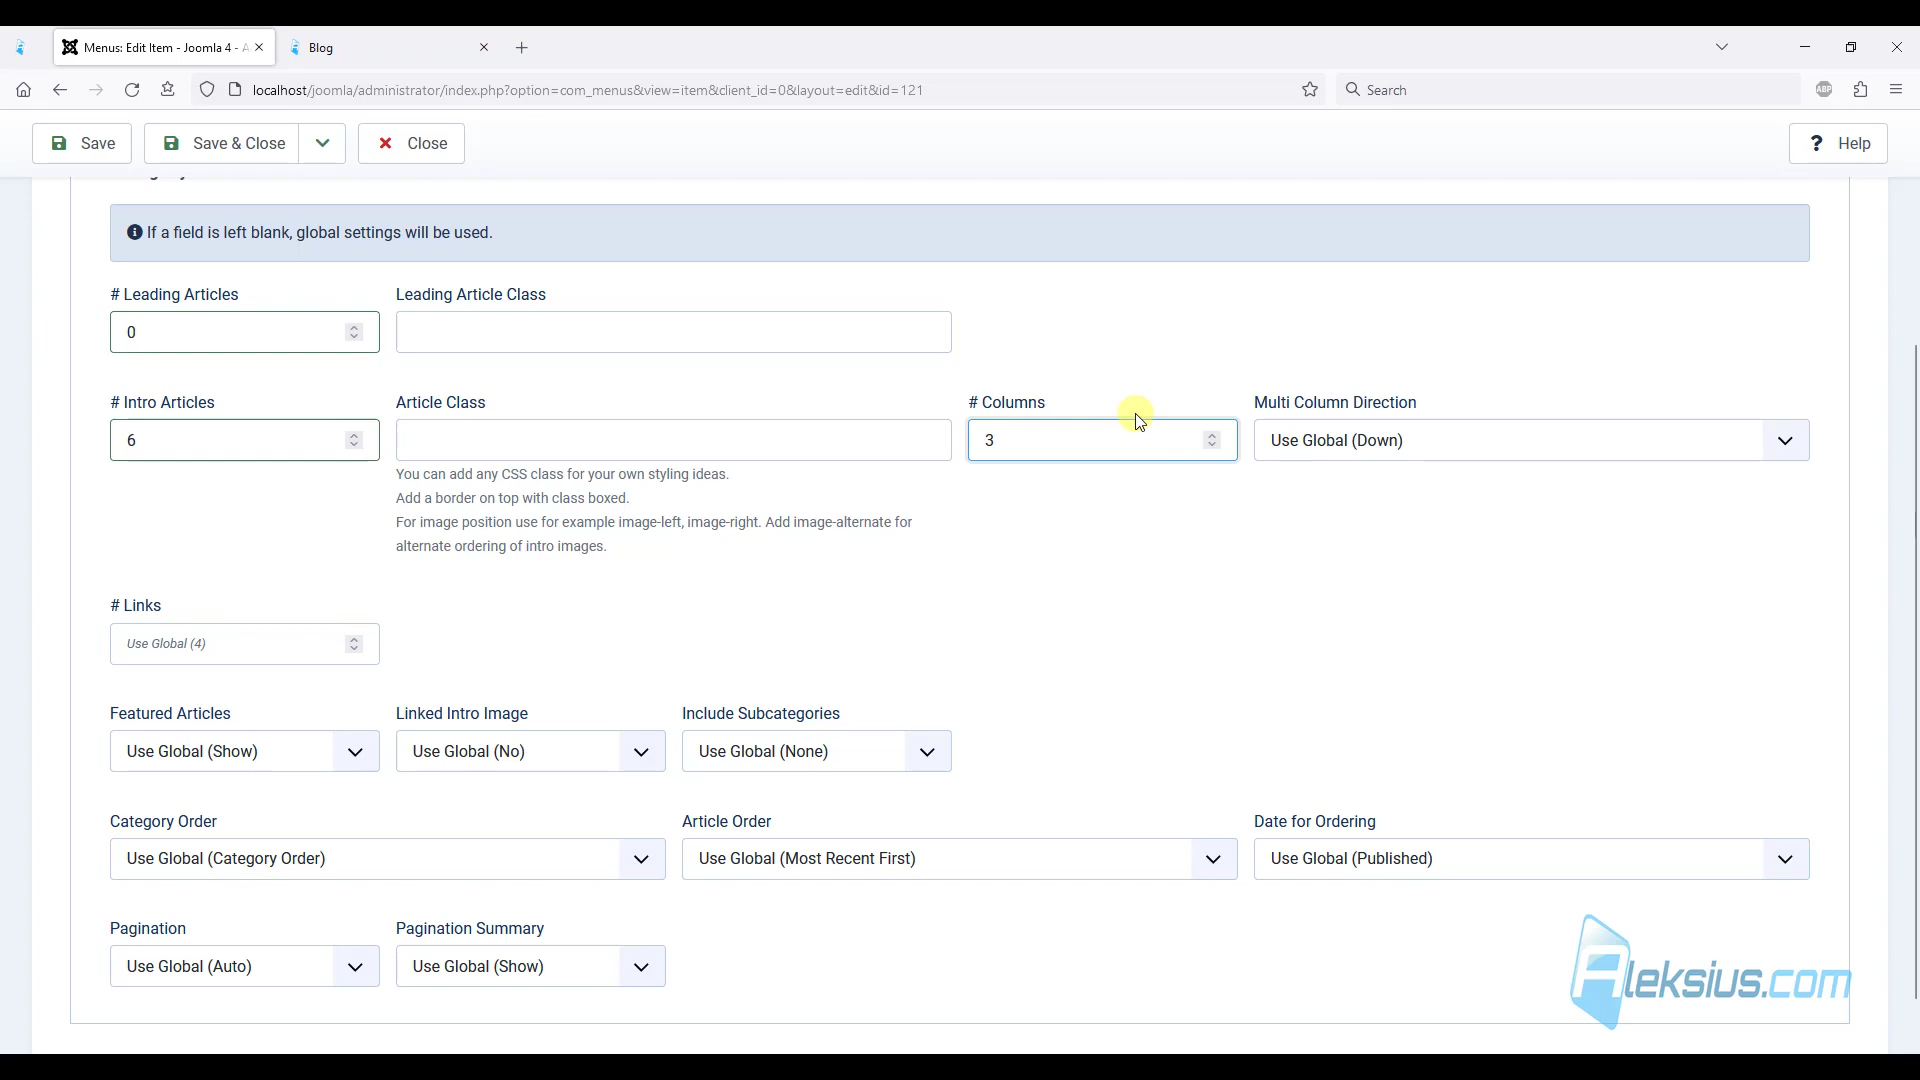 Menus: Edit Item - Joomla 4 - A
Blog
localhost/joomla/administrator/index.php?option=com_menus&view=item&client_id=0&layout=edit&id=121
Search
ABP
Save
Save & Close
Close
? Help
If a field is left blank, global settings will be used.
# Leading Articles
Leading Article Class
0
# Intro Articles
Article Class
# Columns
Multi Column Direction
6
3
Use Global (Down)
You can add any CSS class for your own styling ideas.
Add a border on top with class boxed.
For image position use for example image-left, image-right. Add image-alternate for
alternate ordering of intro images.
# Links
Use Global (4)
Featured Articles
Linked Intro Image
Include Subcategories
Use Global (Show)
Use Global (No)
Use Global (None)
Category Order
Article Order
Date for Ordering
Use Global (Category Order)
Use Global (Most Recent First)
Use Global (Published)
Pagination
Pagination Summary
Use Global (Auto)
Use Global (Show)
Aleksius.com